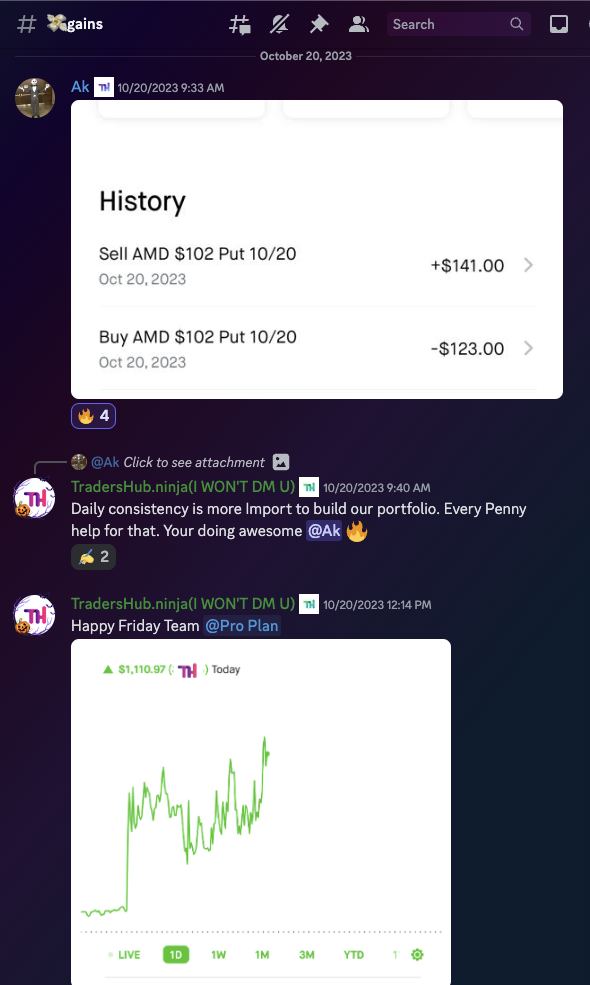 gains
Search
October 20, 2023
Ak TH 10/20/2023 9:33 AM
History
Sell AMD $102 Put 10/20
+$141.00
Oct 20, 2023
Buy AMD $102 Put 10/20
-$123.00
Oct 20, 2023
4
@Ak Click to see attachment
TradersHub.ninja(I WON'T DM U) TH 10/20/2023 9:40 AM
Daily consistency is more Import to build our portfolio. Every Penny
help for that. Your doing awesome @Ak
2
TradersHub.ninja(I WON'T DM U) TH 10/20/2023 12:14 PM
Happy Friday Team @Pro Plan
$1,110.97 ( TH ) Today
LIVE 1D 1W 1M 3M YTD 1